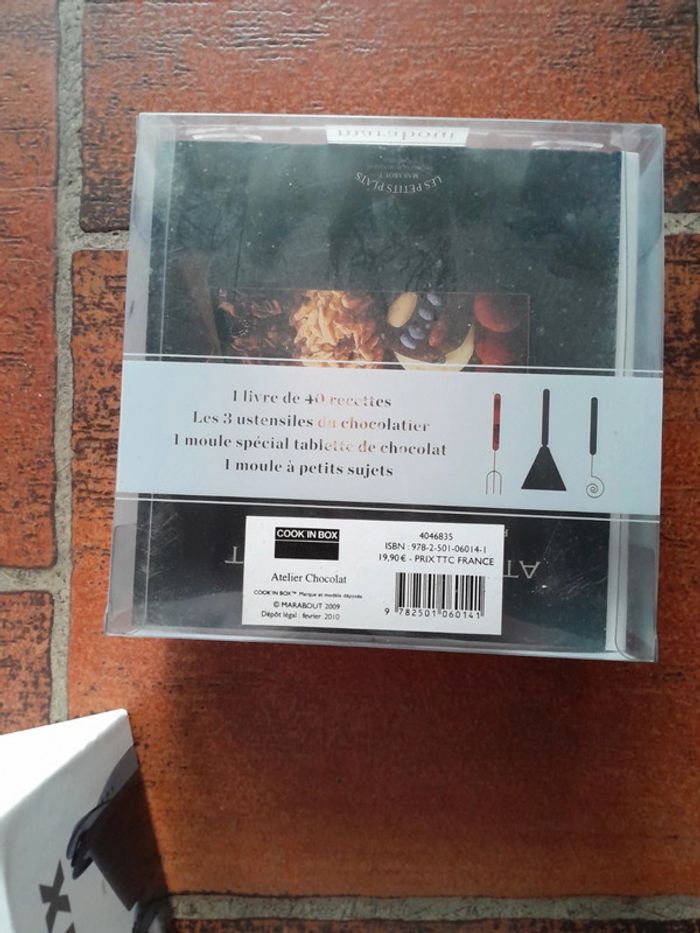 marabout
LES PETITS PLATS
MARABOUT
1 livre de 40 recettes
Les 3 ustensiles du chocolatier
1 moule spécial tablette de chocolat
1 moule à petits sujets
COOK'IN BOX
4046835
ISBN : 978-2-501-06014-1
19,90 € - PRIX TTC FRANCE
Atelier Chocolat
COOK'IN BOX™ Marque et modèle déposés
© MARABOUT 2009
Dépôt légal : février 2010
9 782501 060141
AT
T
X